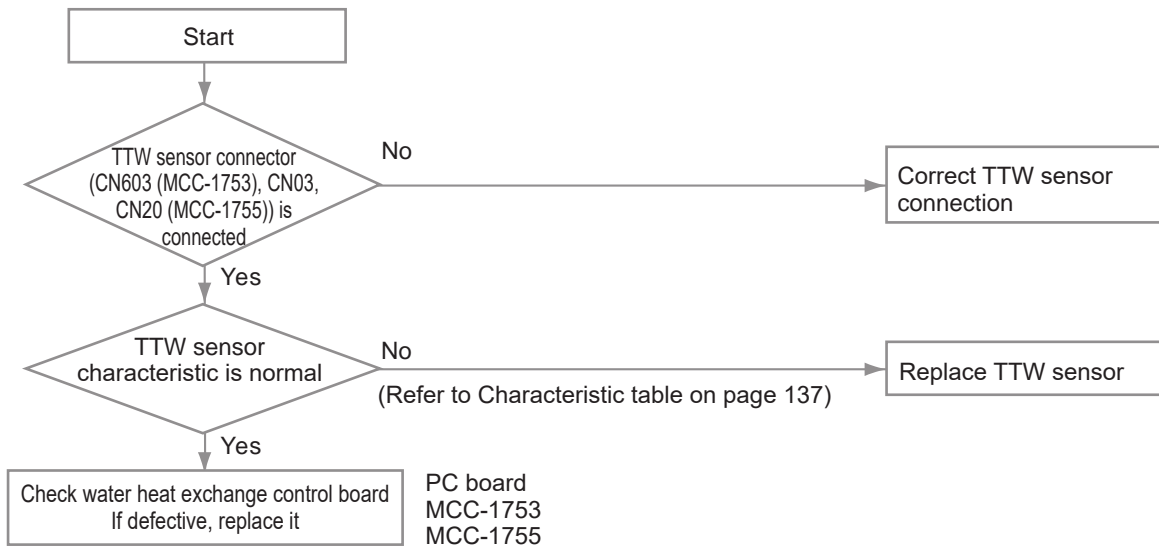 Start
TTW sensor connector
(CN603 (MCC-1753), CN03,
CN20 (MCC-1755)) is
connected
No
Correct TTW sensor
connection
Yes
TTW sensor
characteristic is normal
No
(Refer to Characteristic table on page 137)
Replace TTW sensor
Yes
Check water heat exchange control board
If defective, replace it
PC board
MCC-1753
MCC-1755